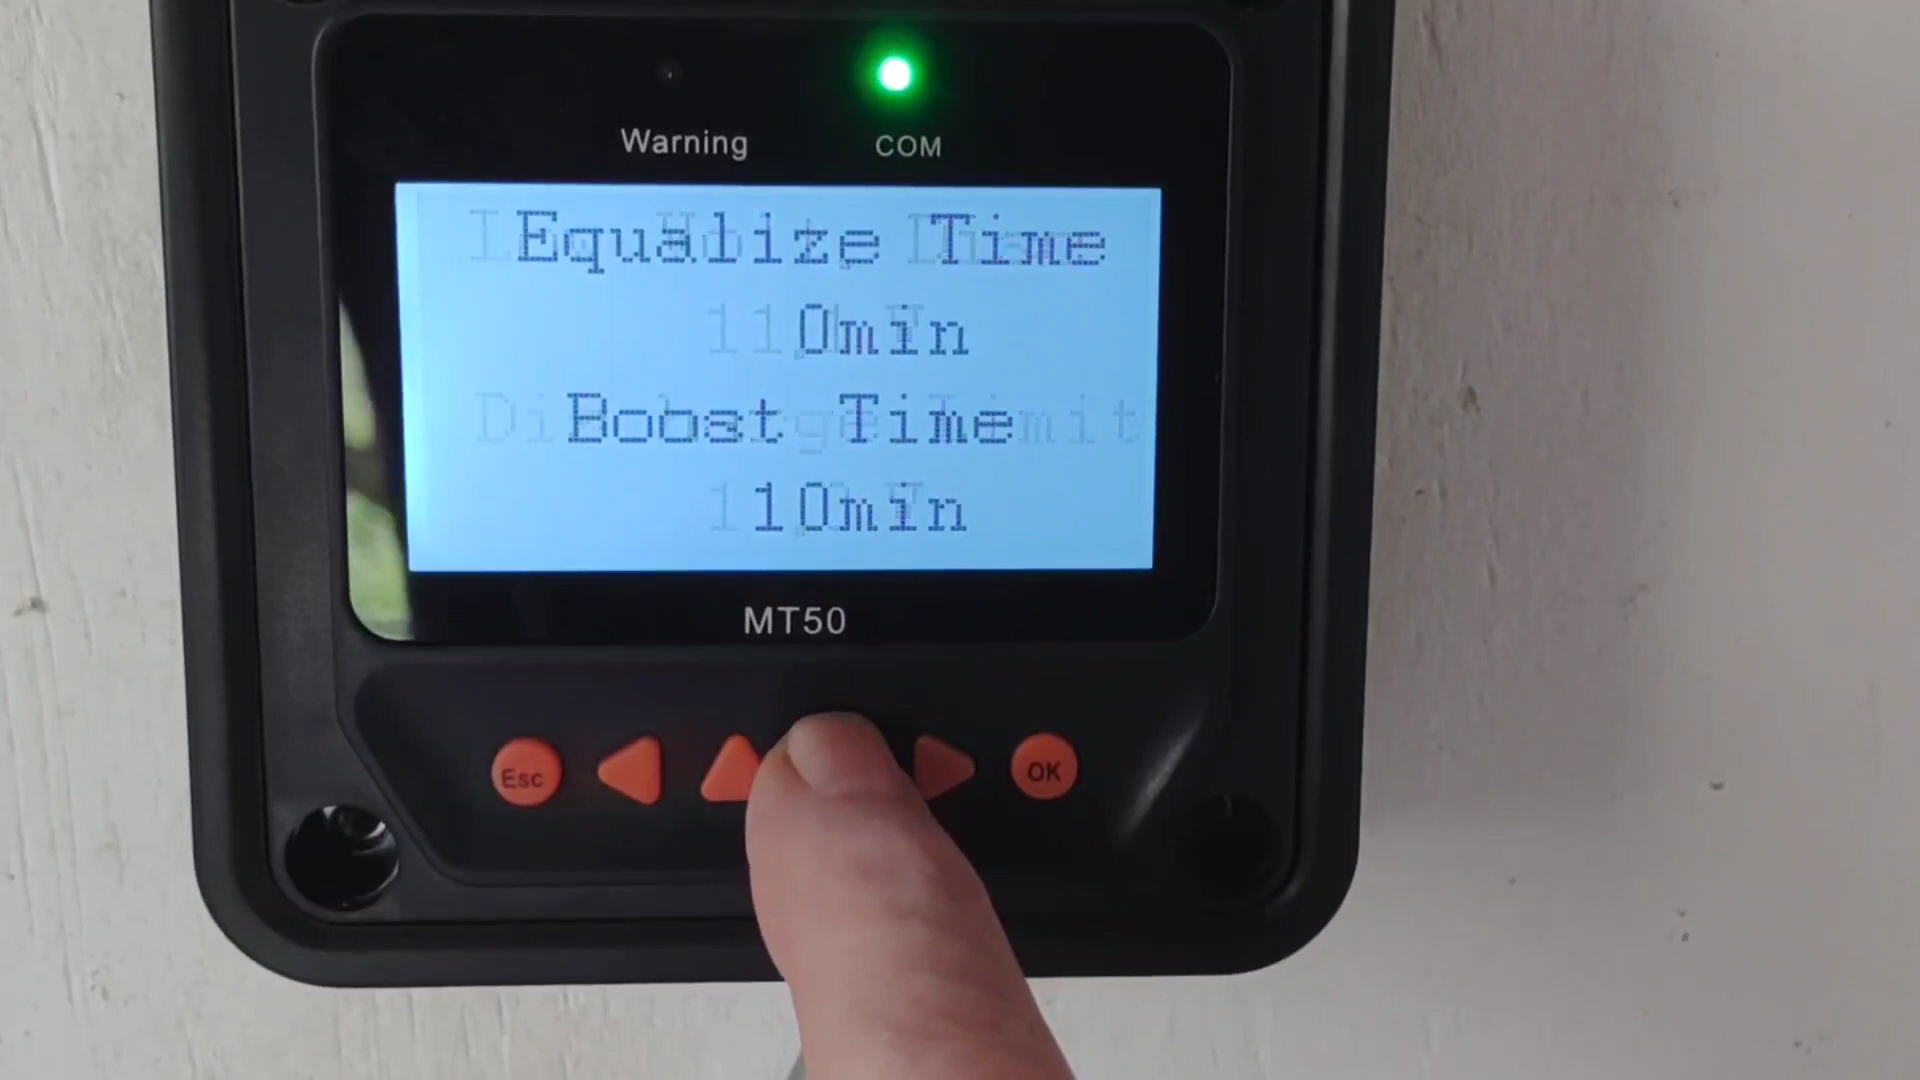 Warning COM
Equalize Time
0min
Boost Time
10min
MT50
Esc OK